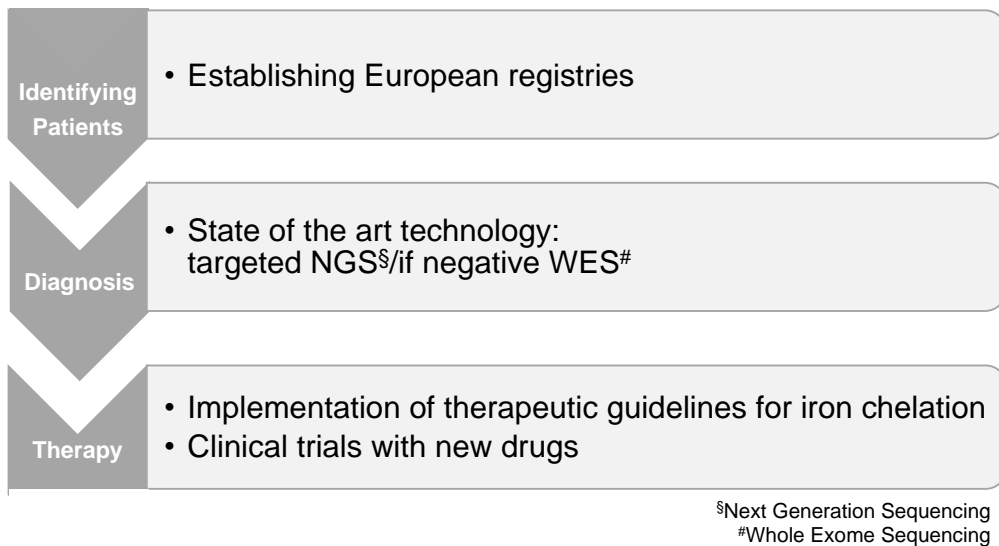 Identifying
Patients
• Establishing European registries
Diagnosis
• State of the art technology:
targeted NGS§/if negative WES#
Therapy
• Implementation of therapeutic guidelines for iron chelation
• Clinical trials with new drugs
§Next Generation Sequencing
#Whole Exome Sequencing